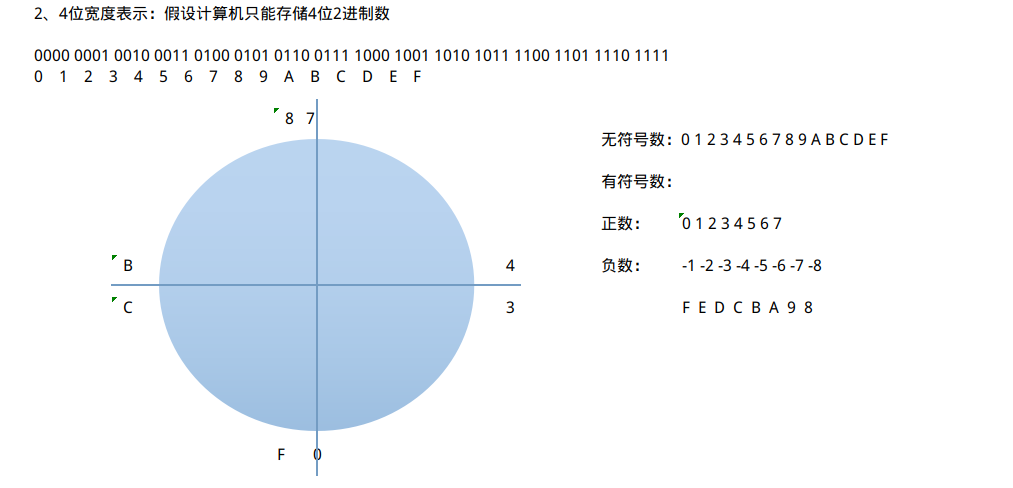 2、4位宽度表示：假设计算机只能存储4位2进制数
0000 0001 0010 0011 0100 0101 0110 0111 1000 1001 1010 1011 1100 1101 1110 1111
0 1 2 3 4 5 6 7 8 9 A B C D E F
8 7
无符号数：0 1 2 3 4 5 6 7 8 9 A B C D E F
有符号数：
正数： 0 1 2 3 4 5 6 7
B 4
负数： -1 -2 -3 -4 -5 -6 -7 -8
C 3
F E D C B A 9 8
F 0